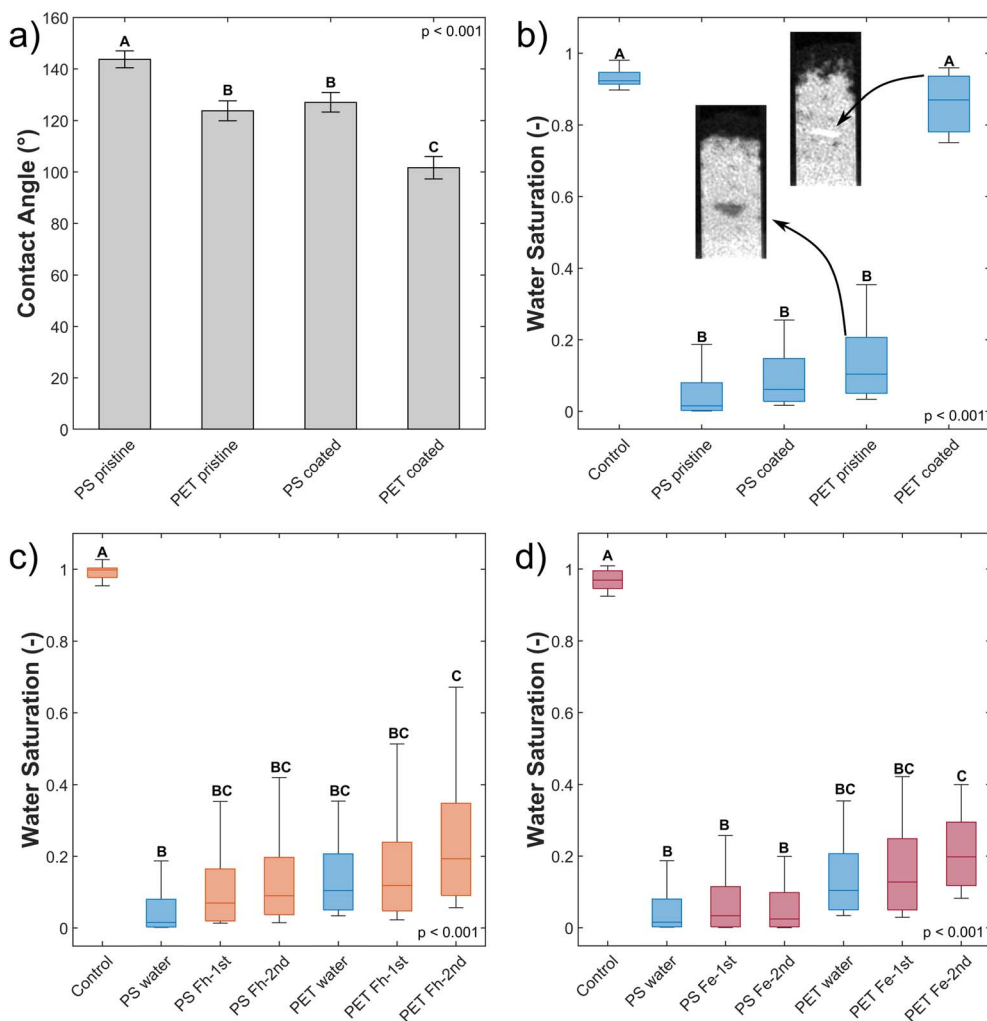 a)
160
140
120
100
80
60
40
20
0
Contact Angle (°)
A
B
B
C
p < 0.001
PS pristine
PET pristine
PS coated
PET coated
b)
1
0.8
0.6
0.4
0.2
0
Water Saturation (-)
A
B
B
B
A
p < 0.001
Control
PS pristine
PS coated
PET pristine
PET coated
c)
1
0.8
0.6
0.4
0.2
0
Water Saturation (-)
A
B
BC
BC
BC
BC
C
p < 0.001
Control
PS water
PS Fh-1st
PS Fh-2nd
PET water
PET Fh-1st
PET Fh-2nd
d)
1
0.8
0.6
0.4
0.2
0
Water Saturation (-)
A
B
B
B
BC
BC
C
p < 0.001
Control
PS water
PS Fe-1st
PS Fe-2nd
PET water
PET Fe-1st
PET Fe-2nd